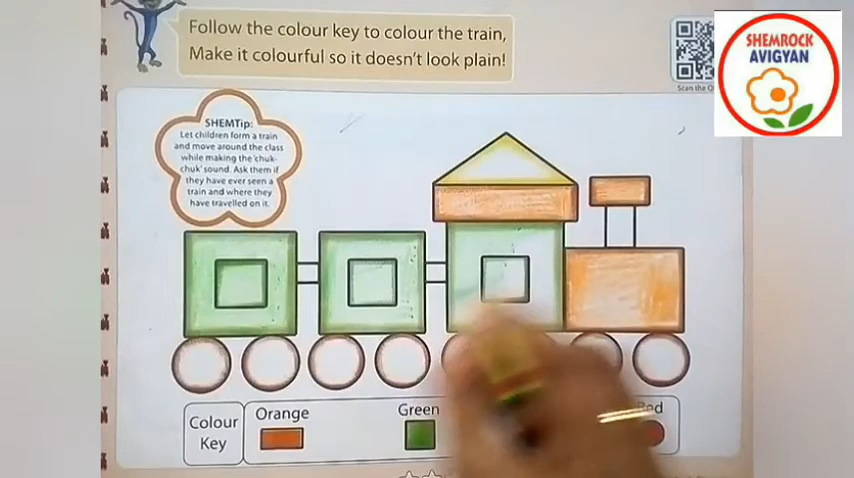 Follow the colour key to colour the train,
Make it colourful so it doesn't look plain!
SHEMROCK
AVIGYAN
SHEMTip:
Let children form a train
and move around the class
while making the 'chuk-
chuk' sound. Ask them if
they have ever seen a
train and where they
have travelled on it.
Colour
Key
Orange
Green